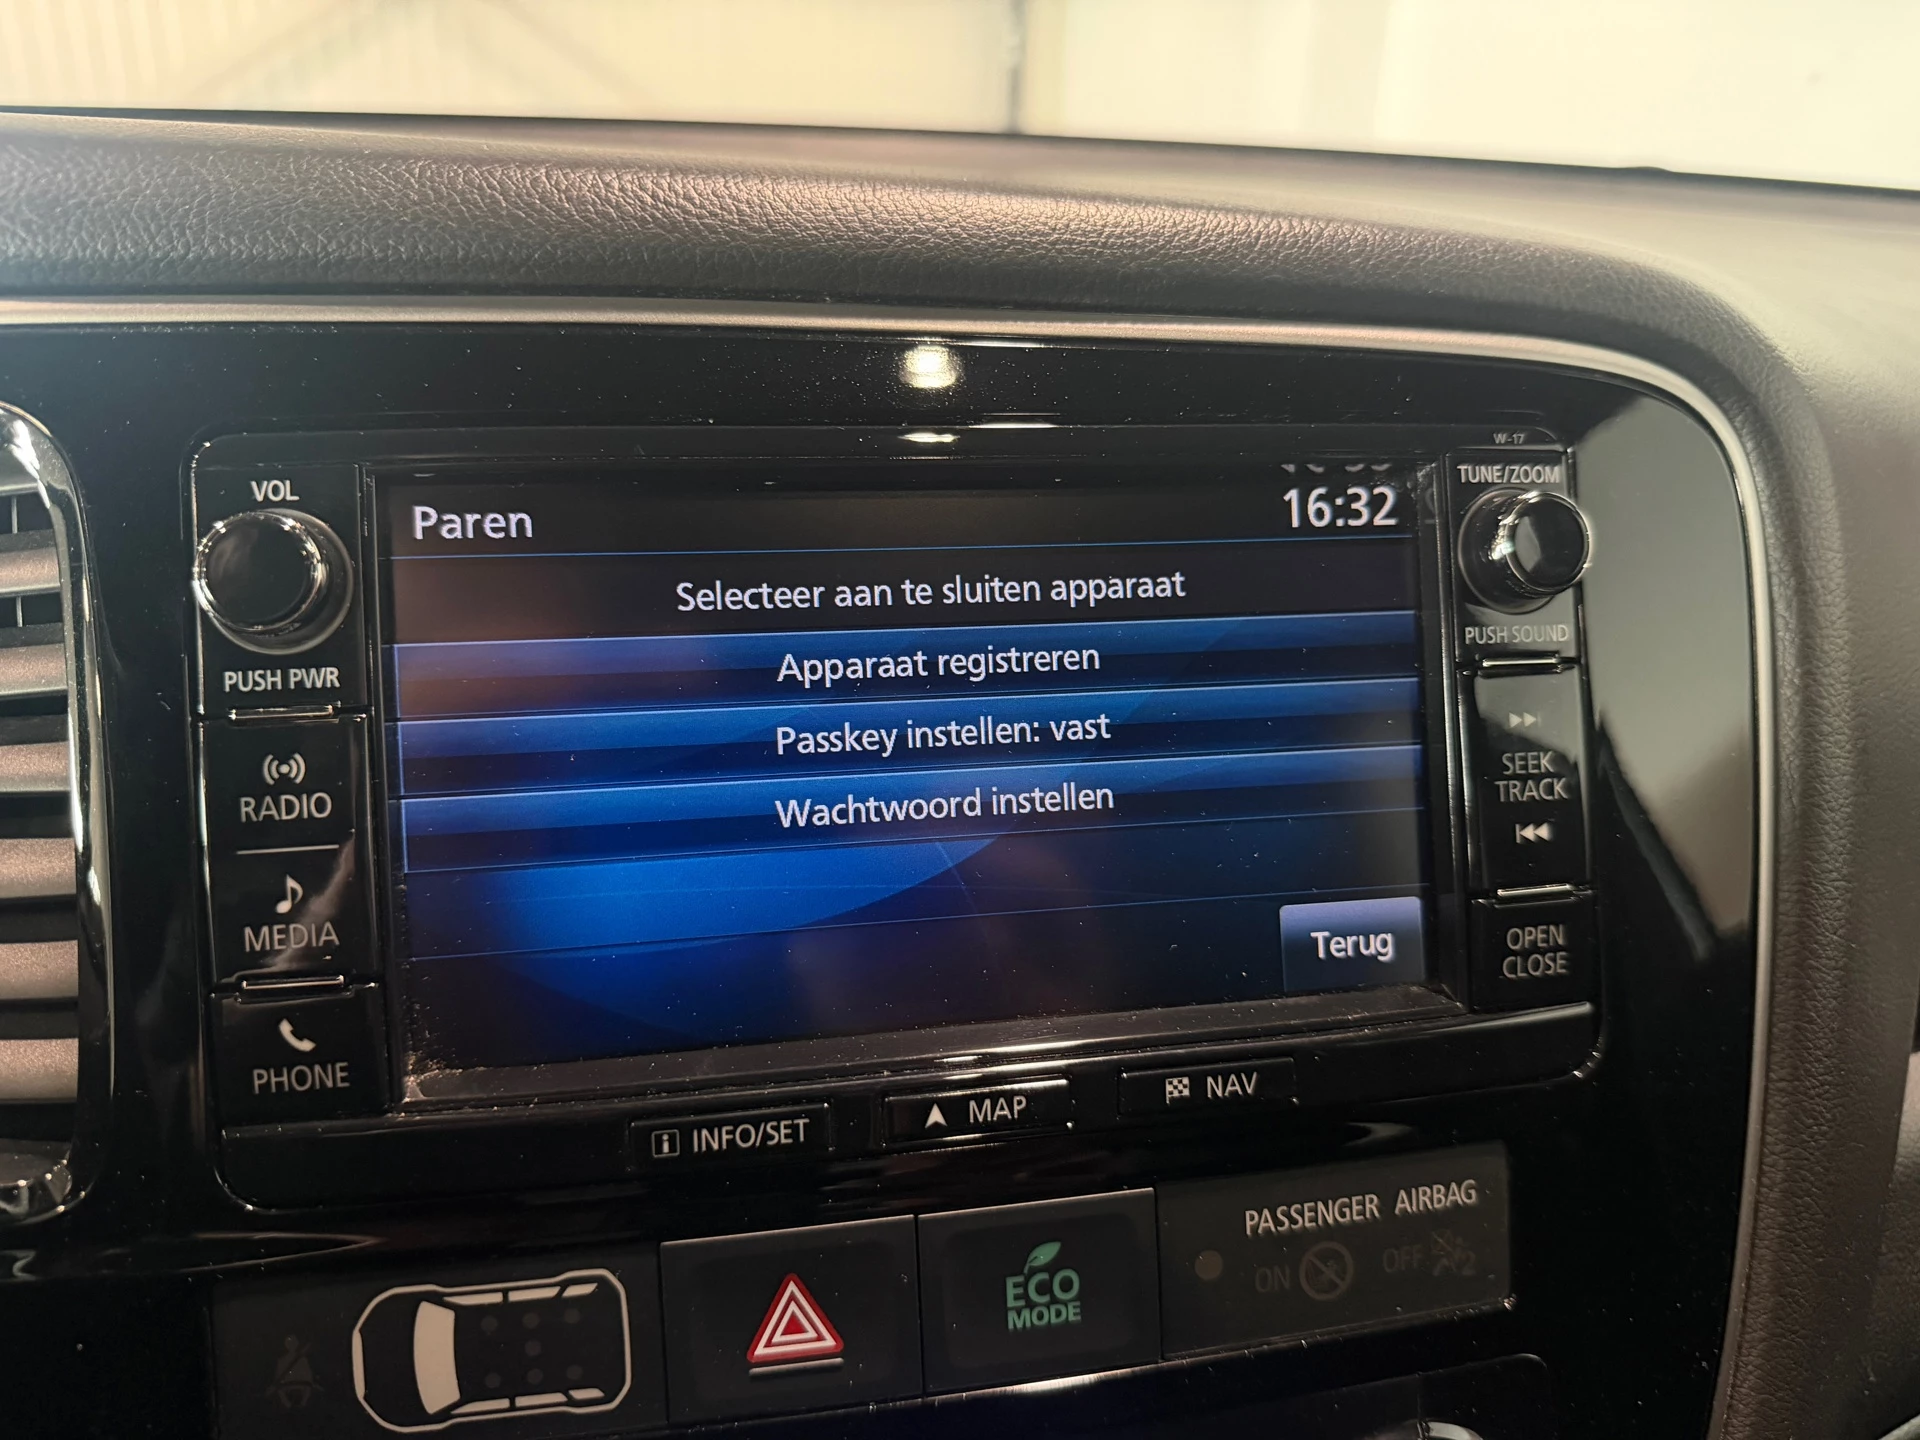 W-17
VOL
TUNE/ZOOM
Paren
16:32
Selecteer aan te sluiten apparaat
PUSH SOUND
Apparaat registreren
PUSH PWR
Passkey instellen: vast
SEEK
TRACK
RADIO
Wachtwoord instellen
MEDIA
Terug
OPEN
CLOSE
PHONE
INFO/SET
MAP
NAV
PASSENGER AIRBAG
ON OFF
ECO
MODE